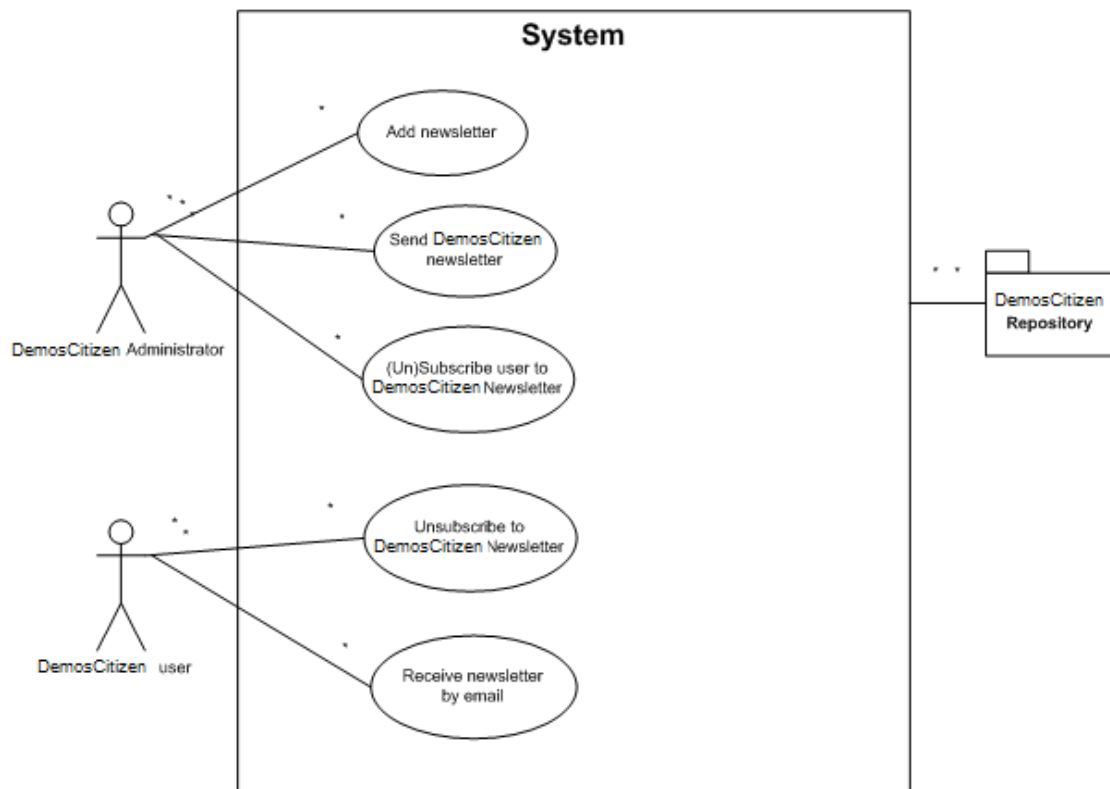 System
Add newsletter
Send DemosCitizen
newsletter
DemosCitizen Administrator
(Un)Subscribe user to
DemosCitizen Newsletter
DemosCitizen
Repository
Unsubscribe to
DemosCitizen Newsletter
DemosCitizen user
Receive newsletter
by email
* * * * * *
* * * *
* *